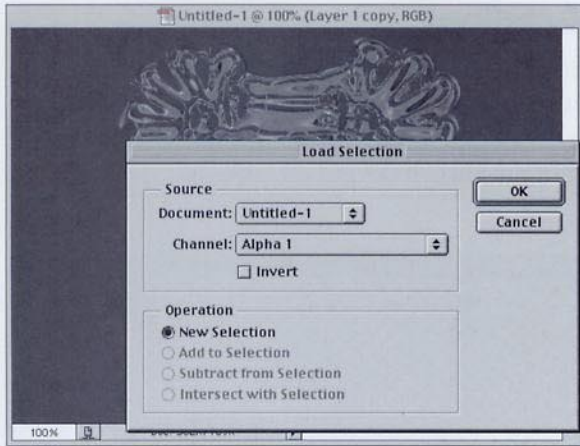 Untitled-1 @ 100% (Layer 1 copy, RGB)
Load Selection
Source
Document: Untitled-1
Channel: Alpha 1
Invert
OK
Cancel
Operation
New Selection
Add to Selection
Subtract from Selection
Intersect with Selection
100%